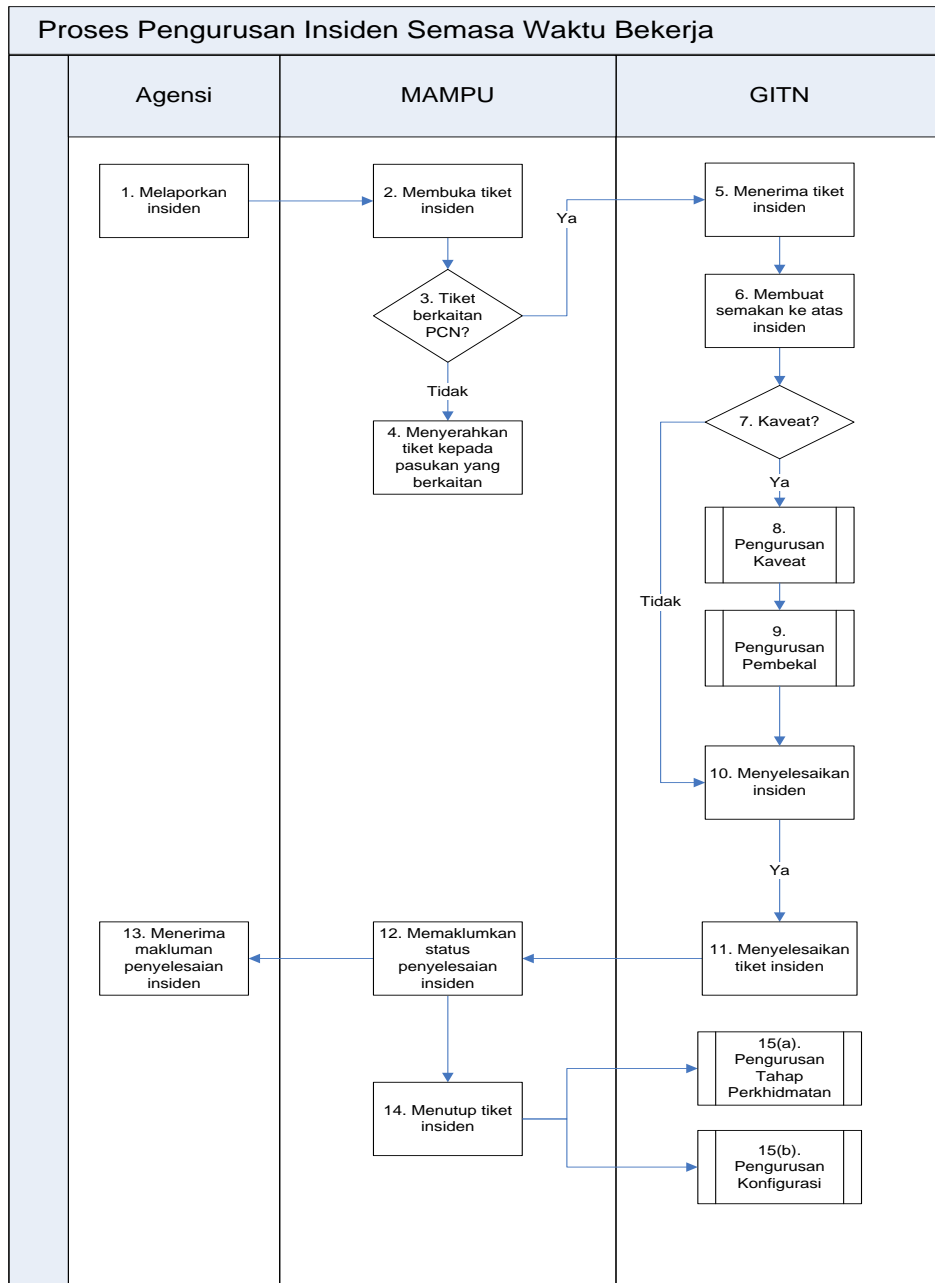 Proses Pengurusan Insiden Semasa Waktu Bekerja
Agensi
MAMPU
GITN
1. Melaporkan
insiden
2. Membuka tiket
insiden
5. Menerima tiket
insiden
Ya
3. Tiket
berkaitan
PCN?
6. Membuat
semakan ke atas
insiden
Tidak
4. Menyerahkan
tiket kepada
pasukan yang
berkaitan
7. Kaveat?
Ya
8.
Pengurusan
Kaveat
Tidak
9.
Pengurusan
Pembekal
10. Menyelesaikan
insiden
Ya
13. Menerima
makluman
penyelesaian
insiden
12. Memaklumkan
status
penyelesaian
insiden
11. Menyelesaikan
tiket insiden
14. Menutup tiket
insiden
15(a).
Pengurusan
Tahap
Perkhidmatan
15(b).
Pengurusan
Konfigurasi